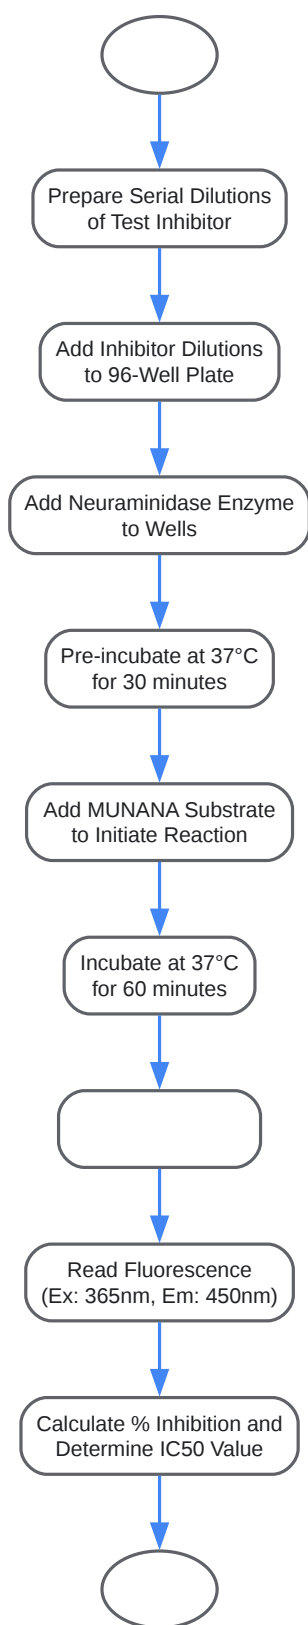 Prepare Serial Dilutions
of Test Inhibitor
Add Inhibitor Dilutions
to 96-Well Plate
Add Neuraminidase Enzyme
to Wells
Pre-incubate at 37°C
for 30 minutes
Add MUNANA Substrate
to Initiate Reaction
Incubate at 37°C
for 60 minutes
Read Fluorescence
(Ex: 365nm, Em: 450nm)
Calculate % Inhibition and
Determine IC50 Value